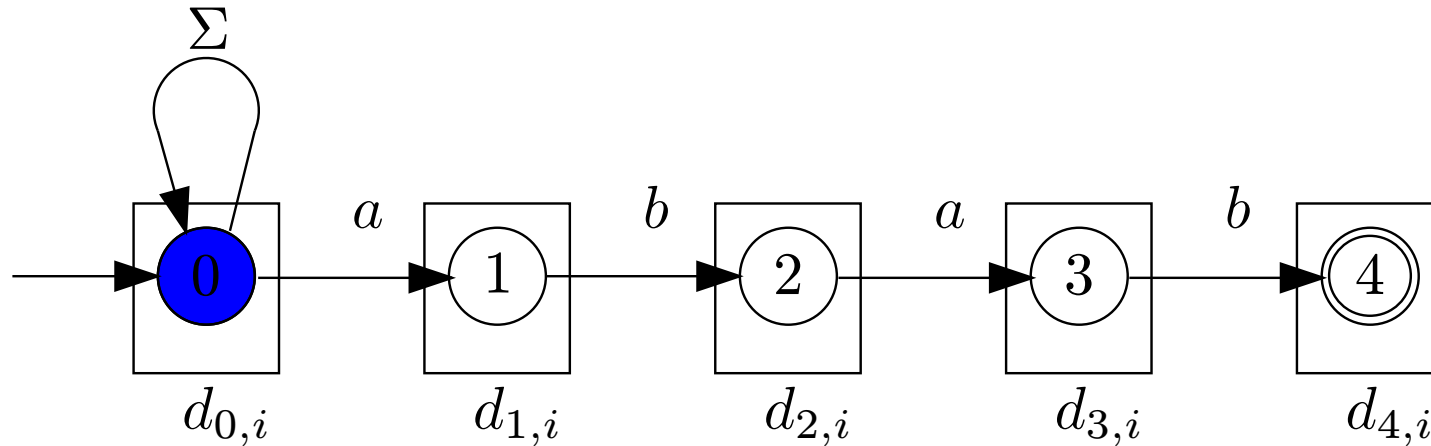 Σ
a b a b
0 1 2 3 4
d_{0,i} d_{1,i} d_{2,i} d_{3,i} d_{4,i}